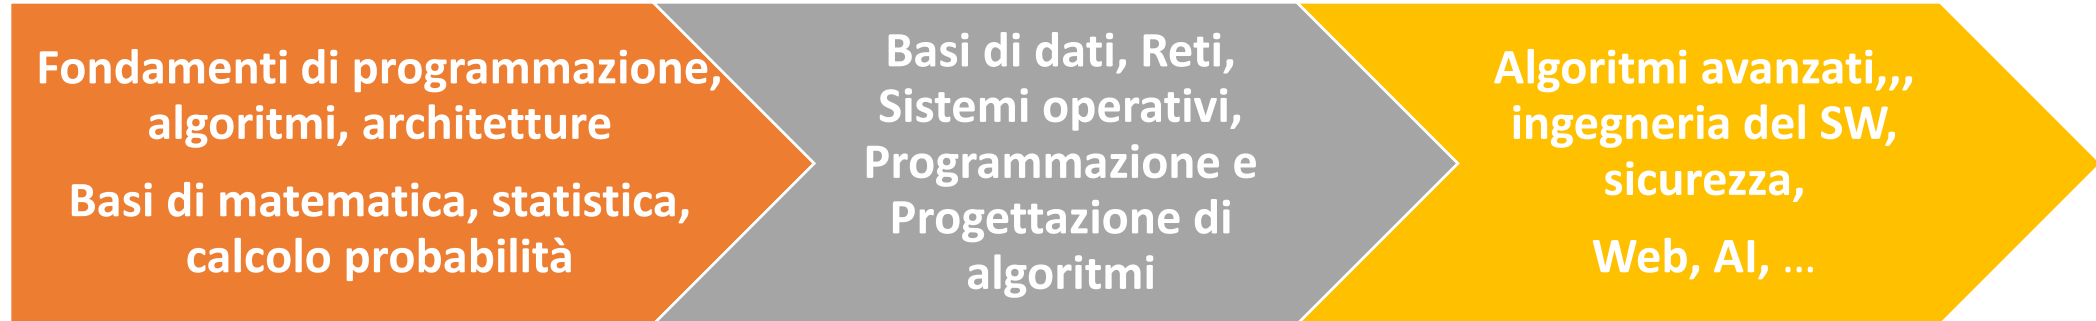 Fondamenti di programmazione,
algoritmi, architetture
Basi di matematica, statistica,
calcolo probabilità
Basi di dati, Reti,
Sistemi operativi,
Programmazione e
Progettazione di
algoritmi
Algoritmi avanzati,,,
ingegneria del SW,
sicurezza,
Web, AI, ...